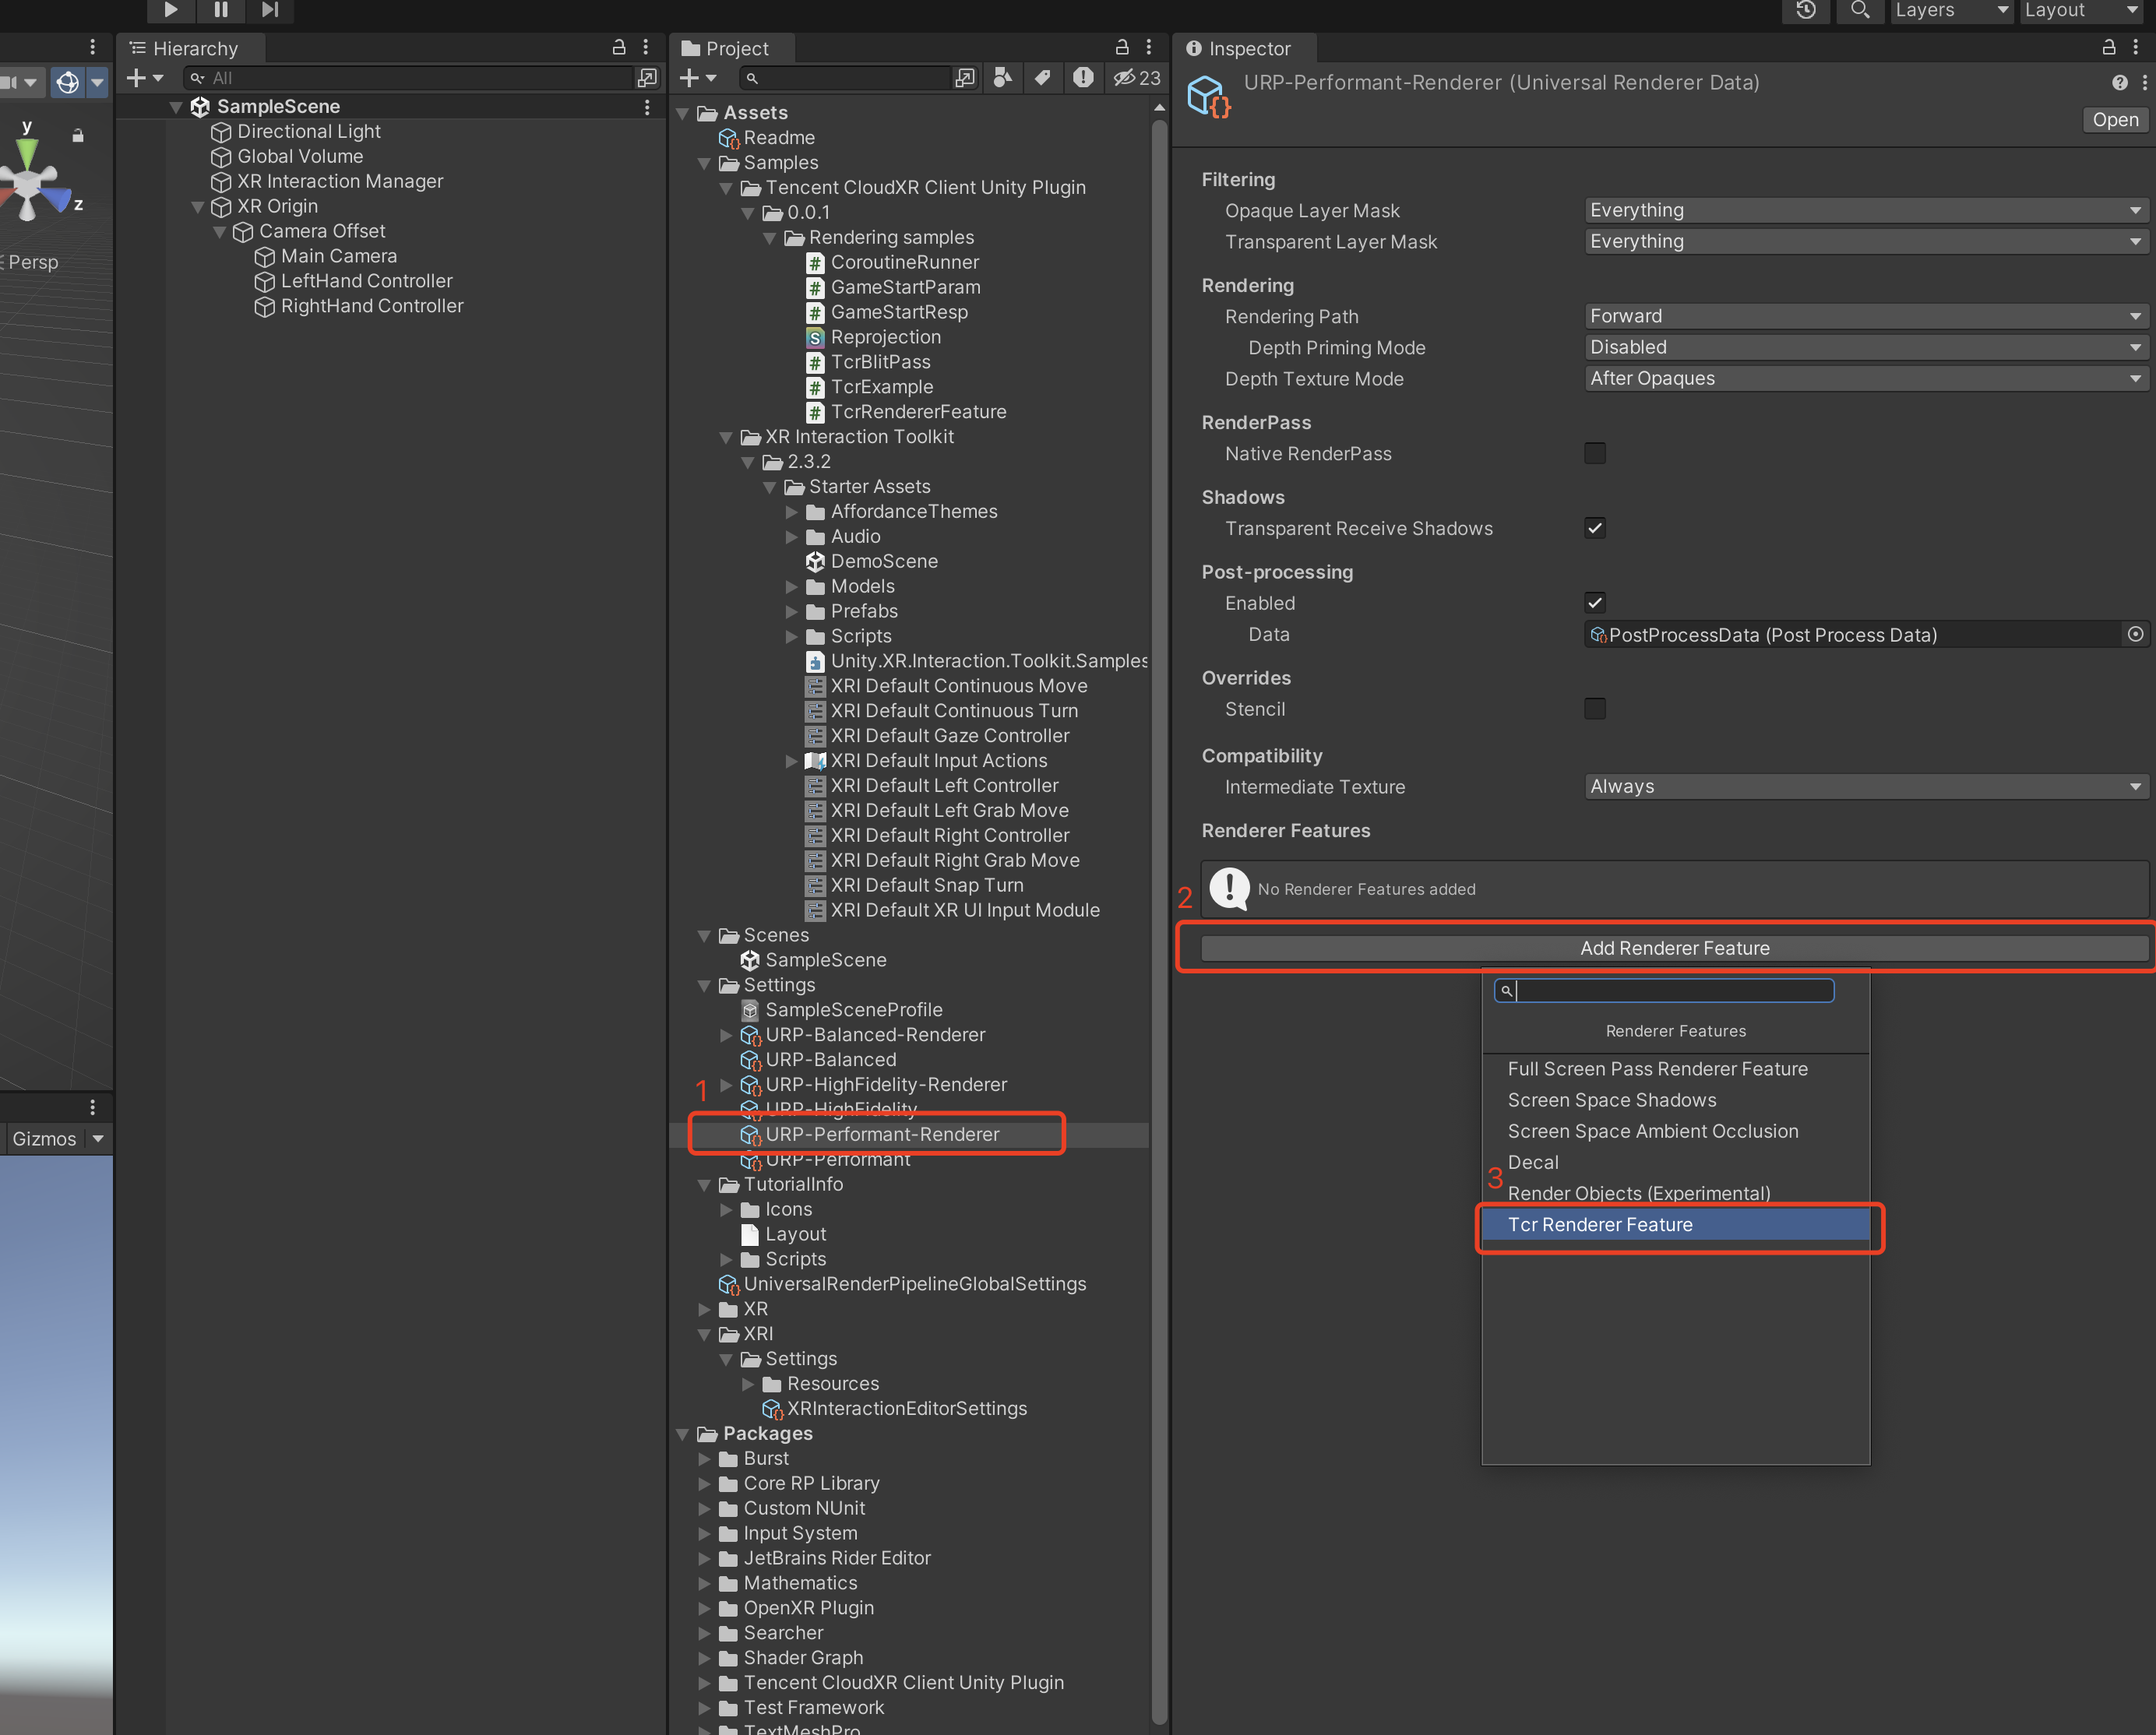 Layers
Layout
Hierarchy
Project
Inspector
All
23
URP-Performant-Renderer (Universal Renderer Data)
Open
y
z
Persp
Gizmos
SampleScene
Directional Light
Global Volume
XR Interaction Manager
XR Origin
Camera Offset
Main Camera
LeftHand Controller
RightHand Controller
Assets
Readme
Samples
Tencent CloudXR Client Unity Plugin
0.0.1
Rendering samples
CoroutineRunner
GameStartParam
GameStartResp
Reprojection
TcrBlitPass
TcrExample
TcrRendererFeature
XR Interaction Toolkit
2.3.2
Starter Assets
AffordanceThemes
Audio
DemoScene
Models
Prefabs
Scripts
Unity.XR.Interaction.Toolkit.Samples
XRI Default Continuous Move
XRI Default Continuous Turn
XRI Default Gaze Controller
XRI Default Input Actions
XRI Default Left Controller
XRI Default Left Grab Move
XRI Default Right Controller
XRI Default Right Grab Move
XRI Default Snap Turn
XRI Default XR UI Input Module
Scenes
SampleScene
Settings
SampleSceneProfile
URP-Balanced-Renderer
URP-Balanced
1
URP-HighFidelity-Renderer
URP-HighFidelity
URP-Performant-Renderer
URP-Performant
TutorialInfo
Icons
Layout
Scripts
UniversalRenderPipelineGlobalSettings
XR
XRI
Settings
Resources
XRInteractionEditorSettings
Packages
Burst
Core RP Library
Custom NUnit
Input System
JetBrains Rider Editor
Mathematics
OpenXR Plugin
Searcher
Shader Graph
Tencent CloudXR Client Unity Plugin
Test Framework
TextMeshPro
Filtering
Opaque Layer Mask Everything
Transparent Layer Mask Everything
Rendering
Rendering Path Forward
Depth Priming Mode Disabled
Depth Texture Mode After Opaques
RenderPass
Native RenderPass
Shadows
Transparent Receive Shadows
Post-processing
Enabled
Data PostProcessData (Post Process Data)
Overrides
Stencil
Compatibility
Intermediate Texture Always
Renderer Features
2
No Renderer Features added
Add Renderer Feature
Renderer Features
Full Screen Pass Renderer Feature
Screen Space Shadows
Screen Space Ambient Occlusion
Decal
3
Render Objects (Experimental)
Tcr Renderer Feature